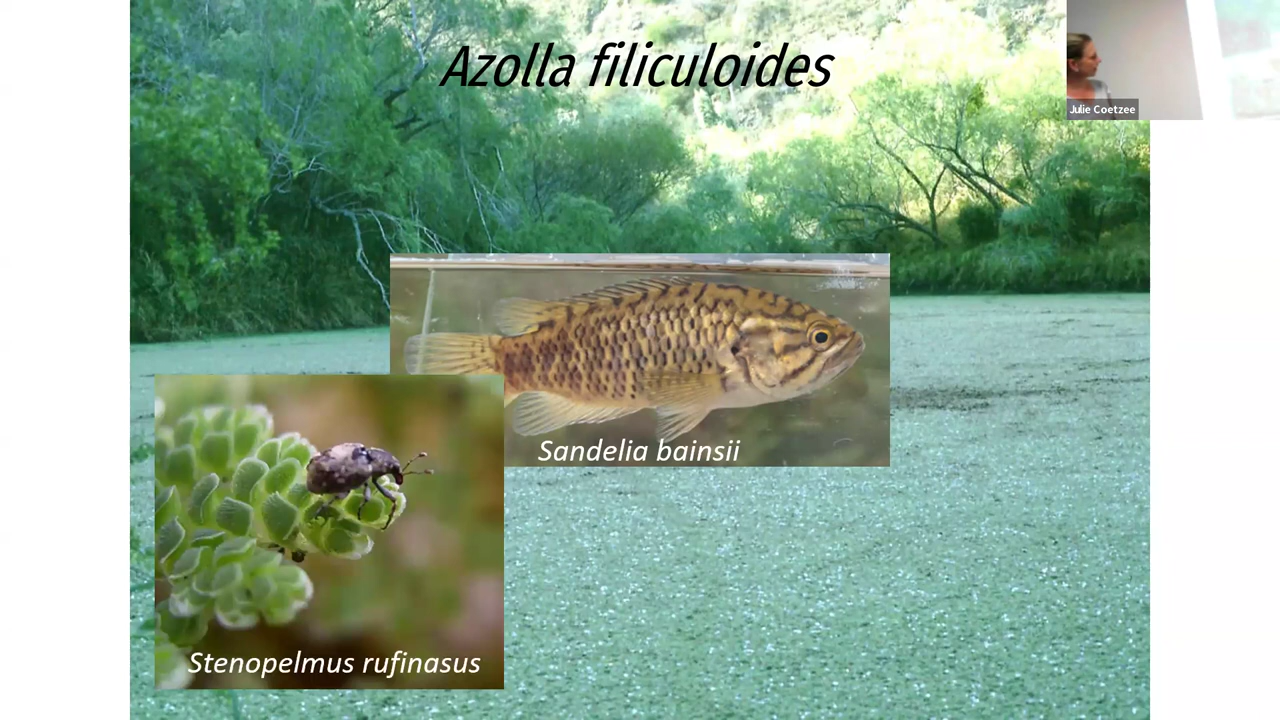 Azolla filiculoides
Julie Coetzee
Sandelia bainsii
Stenopelmus rufinasus